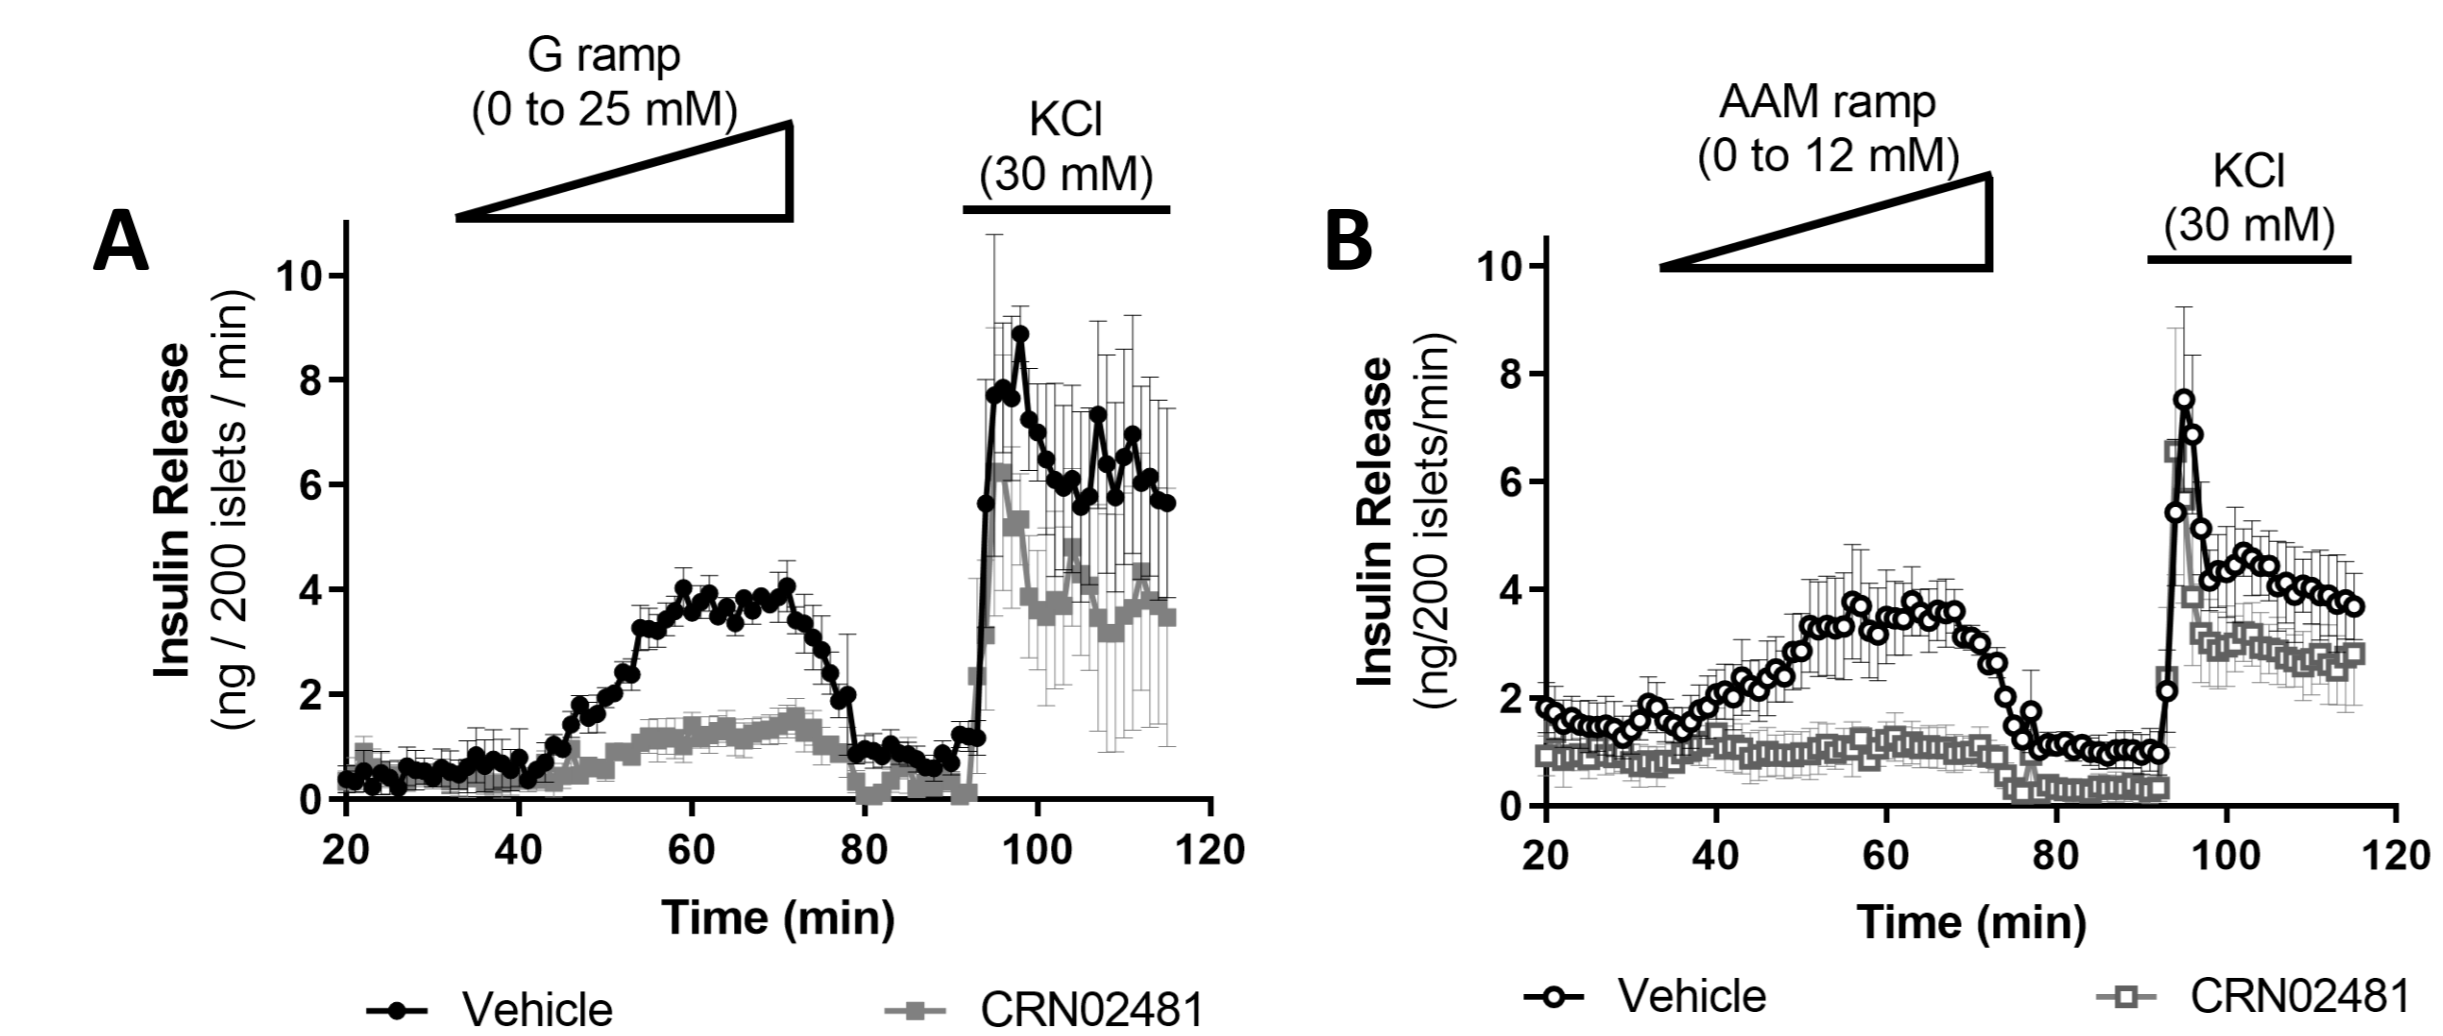 A
G ramp
(0 to 25 mM)
KCl
(30 mM)
Insulin Release
(ng / 200 islets / min)
10
8
6
4
2
0
20 40 60 80 100 120
Time (min)
Vehicle CRN02481
B
AAM ramp
(0 to 12 mM)
KCl
(30 mM)
Insulin Release
(ng/200 islets/min)
10
8
6
4
2
0
20 40 60 80 100 120
Time (min)
Vehicle CRN02481